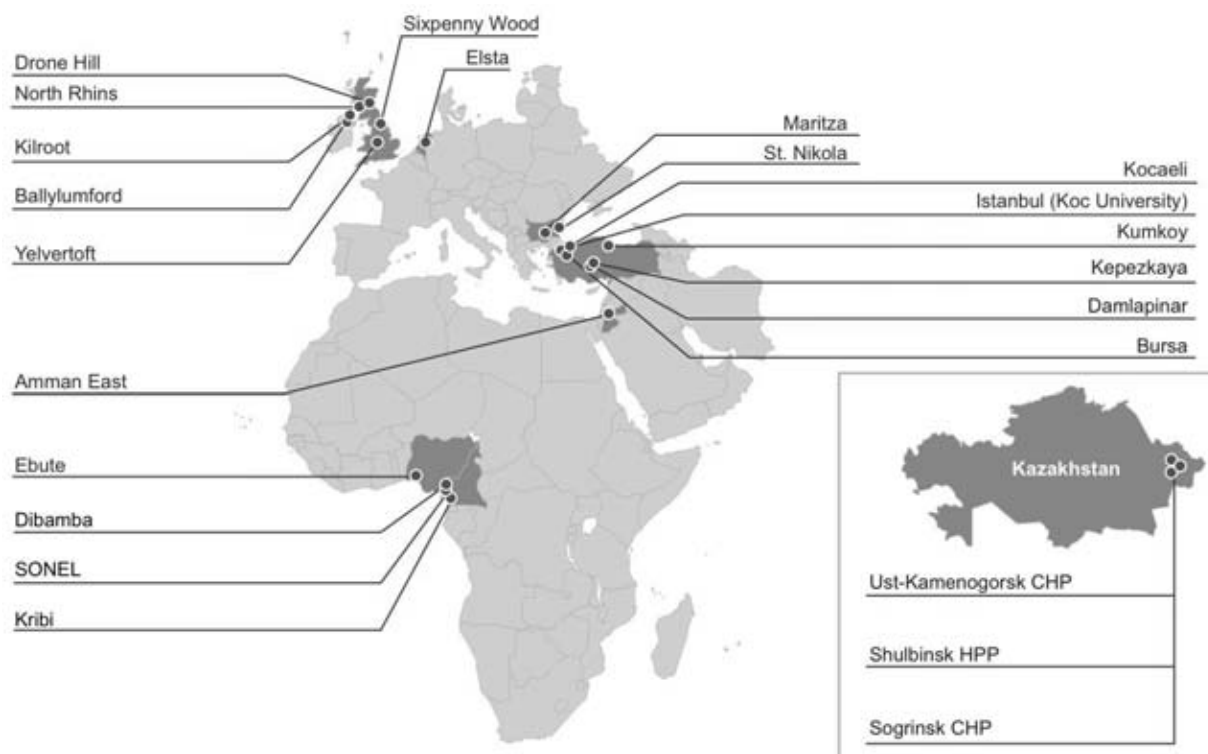 Sixpenny Wood
Drone Hill
Elsta
North Rhins
Maritza
Kilroot
St. Nikola
Kocaeli
Ballylumford
Istanbul (Koc University)
Kumkoy
Yelvertoft
Kepezkaya
Damlapinar
Bursa
Amman East
Ebute
Kazakhstan
Dibamba
SONEL
Ust-Kamenogorsk CHP
Kribi
Shulbinsk HPP
Sogrinsk CHP